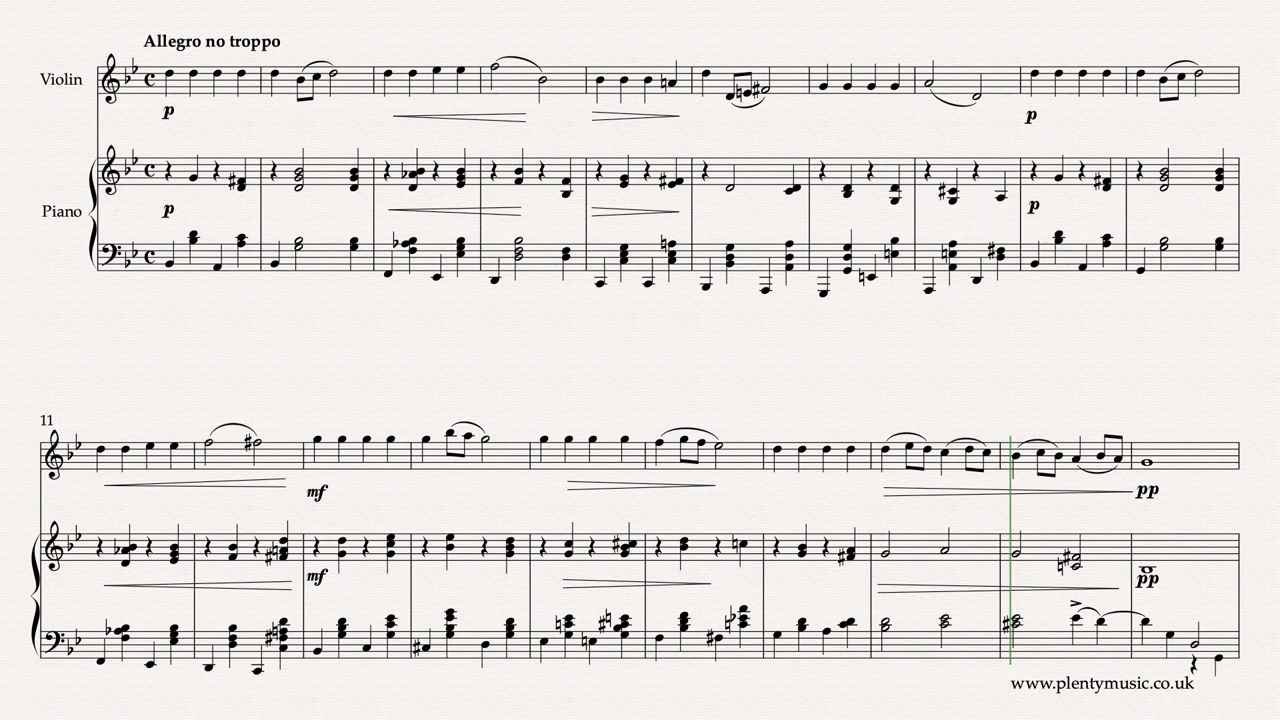 Allegro no troppo
Violin
p
p
Piano
p
p
11
mf
pp
mf
pp
www.plentymusic.co.uk